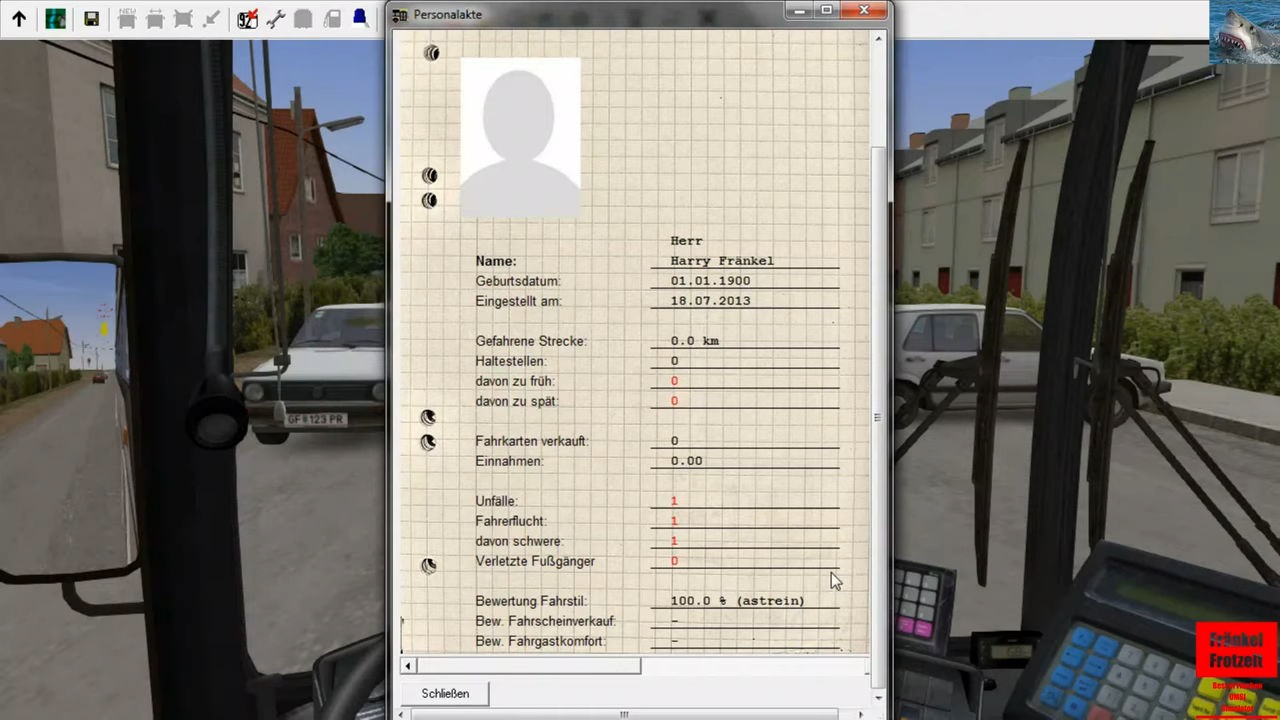 NEW
92
Personalakte
Herr
Name: Harry Fränkel
Geburtsdatum: 01.01.1900
Eingestellt am: 18.07.2013
Gefahrene Strecke: 0.0 km
Haltestellen: 0
davon zu früh: 0
davon zu spät: 0
Fahrkarten verkauft: 0
Einnahmen: 0.00
Unfälle: 1
Fahrerflucht: 1
davon schwere: 1
Verletzte Fußgänger 0
Bewertung Fahrstil: 100.0 % (astrein)
Bew. Fahrscheinverkauf: –
Bew. Fahrgastkomfort: –
Schließen
GF 123 PR
Fränkel
Frotzelt